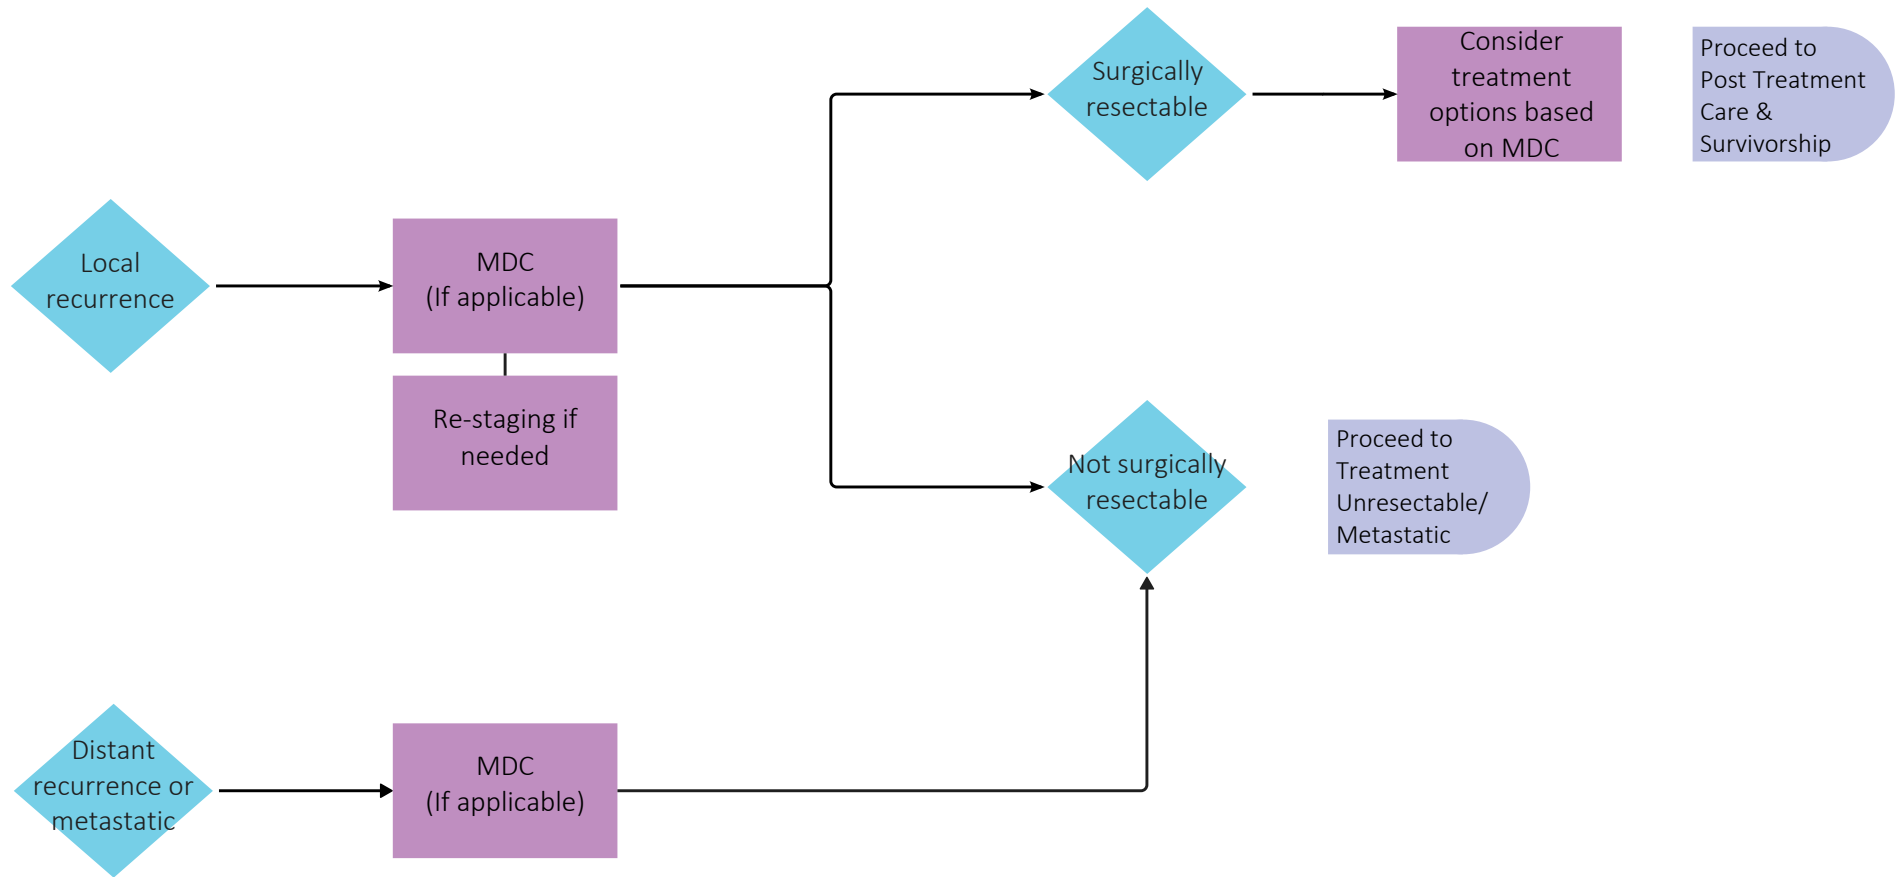 Surgically
resectable
Consider
treatment
options based
on MDC
Proceed to
Post Treatment
Care &
Survivorship
Local
recurrence
MDC
(If applicable)
Re-staging if
needed
Not surgically
resectable
Proceed to
Treatment
Unresectable/
Metastatic
Distant
recurrence or
metastatic
MDC
(If applicable)